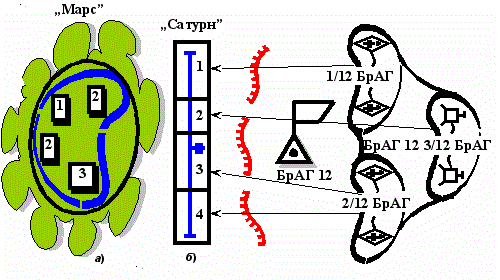 „Марс”
„Сатурн”
1
2
2
3
а)
1
2
3
4
б)
БрАГ 12
1/12 БрАГ
БрАГ 12
3/12 БрАГ
2/12 БрАГ